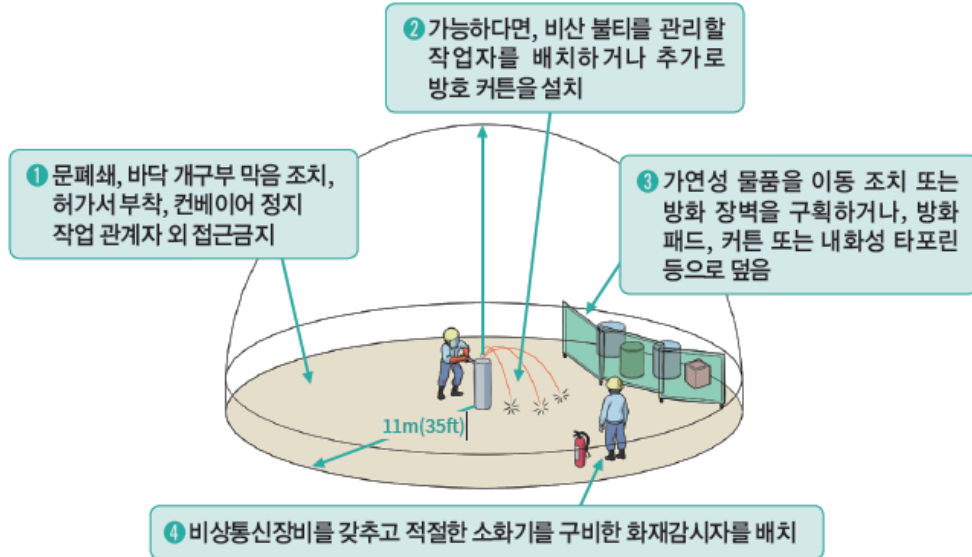 ❷ 가능하다면, 비산 불티를 관리할
작업자를 배치하거나 추가로
방호 커튼을 설치
❶ 문폐쇄, 바닥 개구부 막음 조치,
허가서 부착, 컨베이어 정지
작업 관계자 외 접근금지
❸ 가연성 물품을 이동 조치 또는
방화 장벽을 구획하거나, 방화
패드, 커튼 또는 내화성 타포린
등으로 덮음
11m(35ft)
❹ 비상통신장비를 갖추고 적절한 소화기를 구비한 화재감시자를 배치